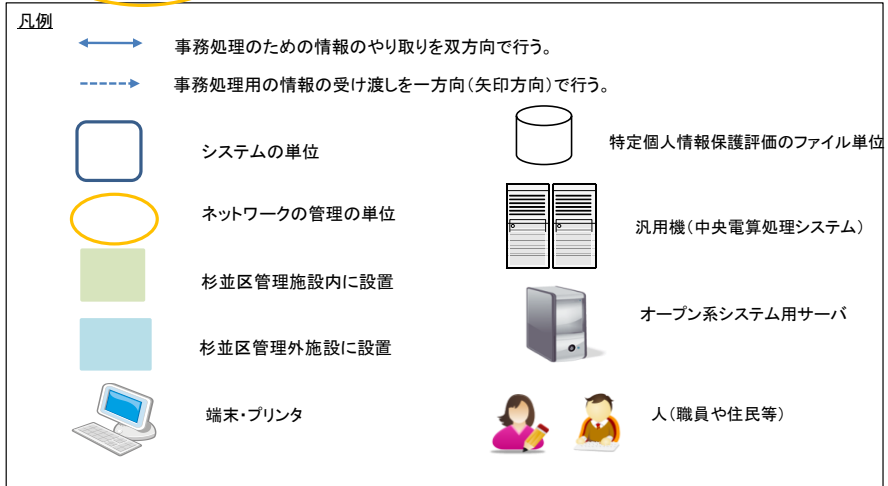 凡例
事務処理のための情報のやり取りを双方向で行う。
事務処理用の情報の受け渡しを一方向(矢印方向)で行う。
システムの単位
特定個人情報保護評価のファイル単位
ネットワークの管理の単位
汎用機(中央電算処理システム)
杉並区管理施設内に設置
オープン系システム用サーバ
杉並区管理外施設に設置
端末・プリンタ
人(職員や住民等)